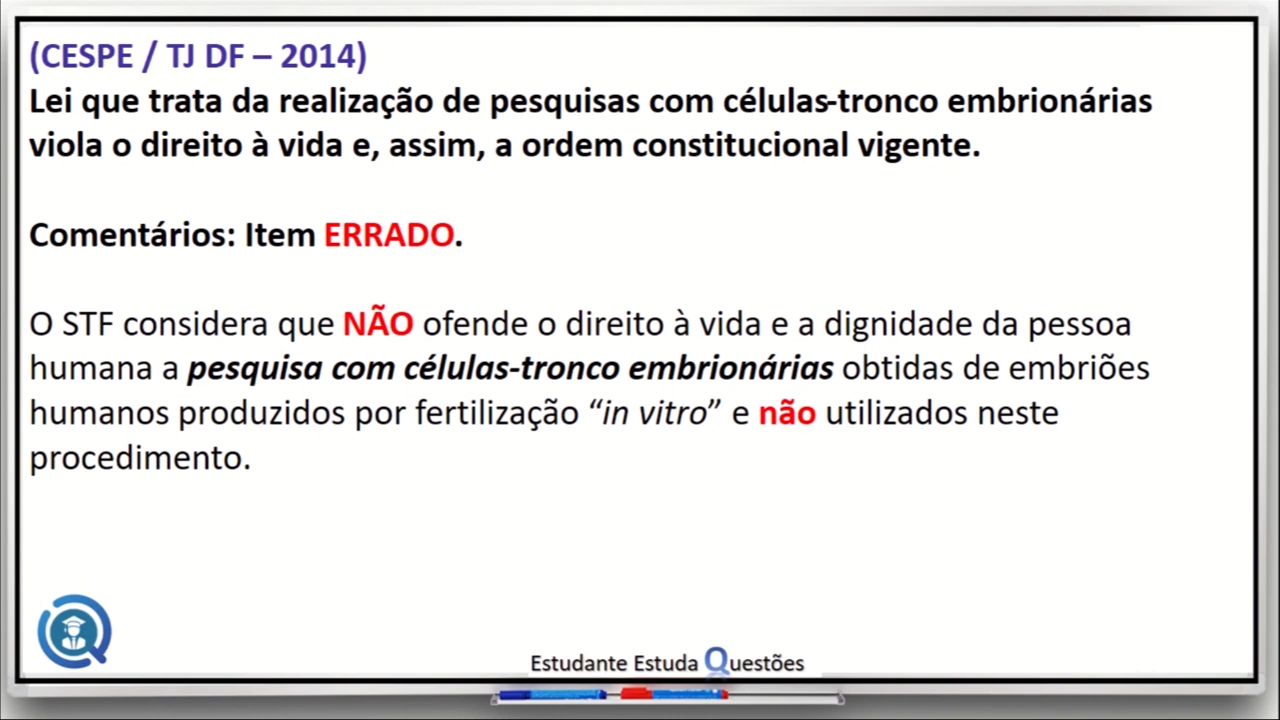 (CESPE / TJ DF – 2014)
Lei que trata da realização de pesquisas com células-tronco embrionárias
viola o direito à vida e, assim, a ordem constitucional vigente.
Comentários: Item ERRADO.
O STF considera que NÃO ofende o direito à vida e a dignidade da pessoa
humana a pesquisa com células-tronco embrionárias obtidas de embriões
humanos produzidos por fertilização “in vitro” e não utilizados neste
procedimento.
Estudante Estuda Questões